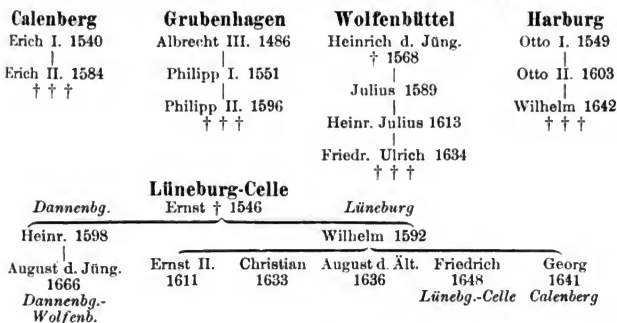 Calenberg Grubenhagen Wolfenbüttel Harburg
Erich I. 1540 Albrecht III. 1486 Heinrich d. Jüng. Otto I. 1549
† 1568
Erich II. 1584 Philipp I. 1551 Otto II. 1603
† † † Julius 1589
Philipp II. 1596 Wilhelm 1642
† † † Heinr. Julius 1613 † † †
Friedr. Ulrich 1634
† † †
Lüneburg-Celle
Dannenbg. Ernst † 1546 Lüneburg
Heinr. 1598 Wilhelm 1592
August d. Jüng. Ernst II. Christian August d. Ält. Friedrich Georg
1666 1611 1633 1636 1648 1641
Dannenbg.- Lünebg.-Celle Calenberg
Wolfenb.